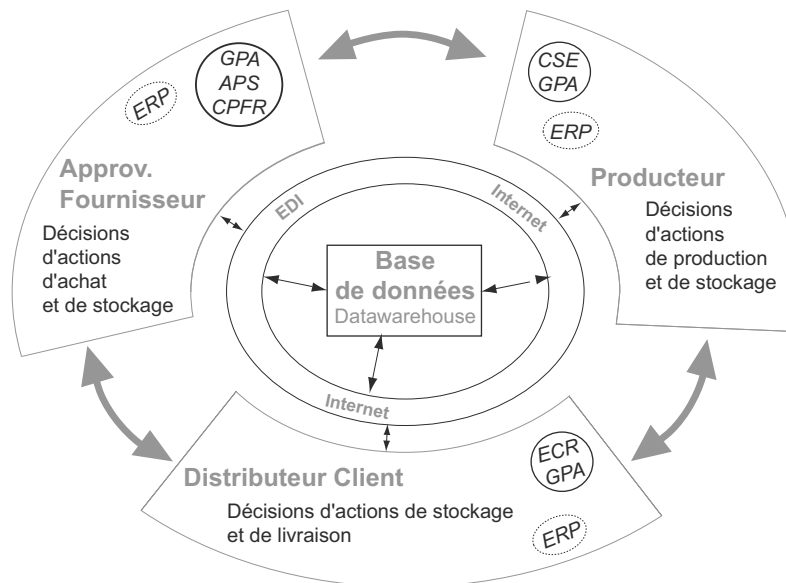 GPA
APS
CPFR
ERP
Approv.
Fournisseur
Décisions
d'actions
d'achat
et de stockage
CSE
GPA
ERP
Producteur
Décisions
d'actions
de production
et de stockage
EDI
Internet
Base
de données
Datawarehouse
Internet
Distributeur Client
Décisions d'actions de stockage
et de livraison
ECR
GPA
ERP